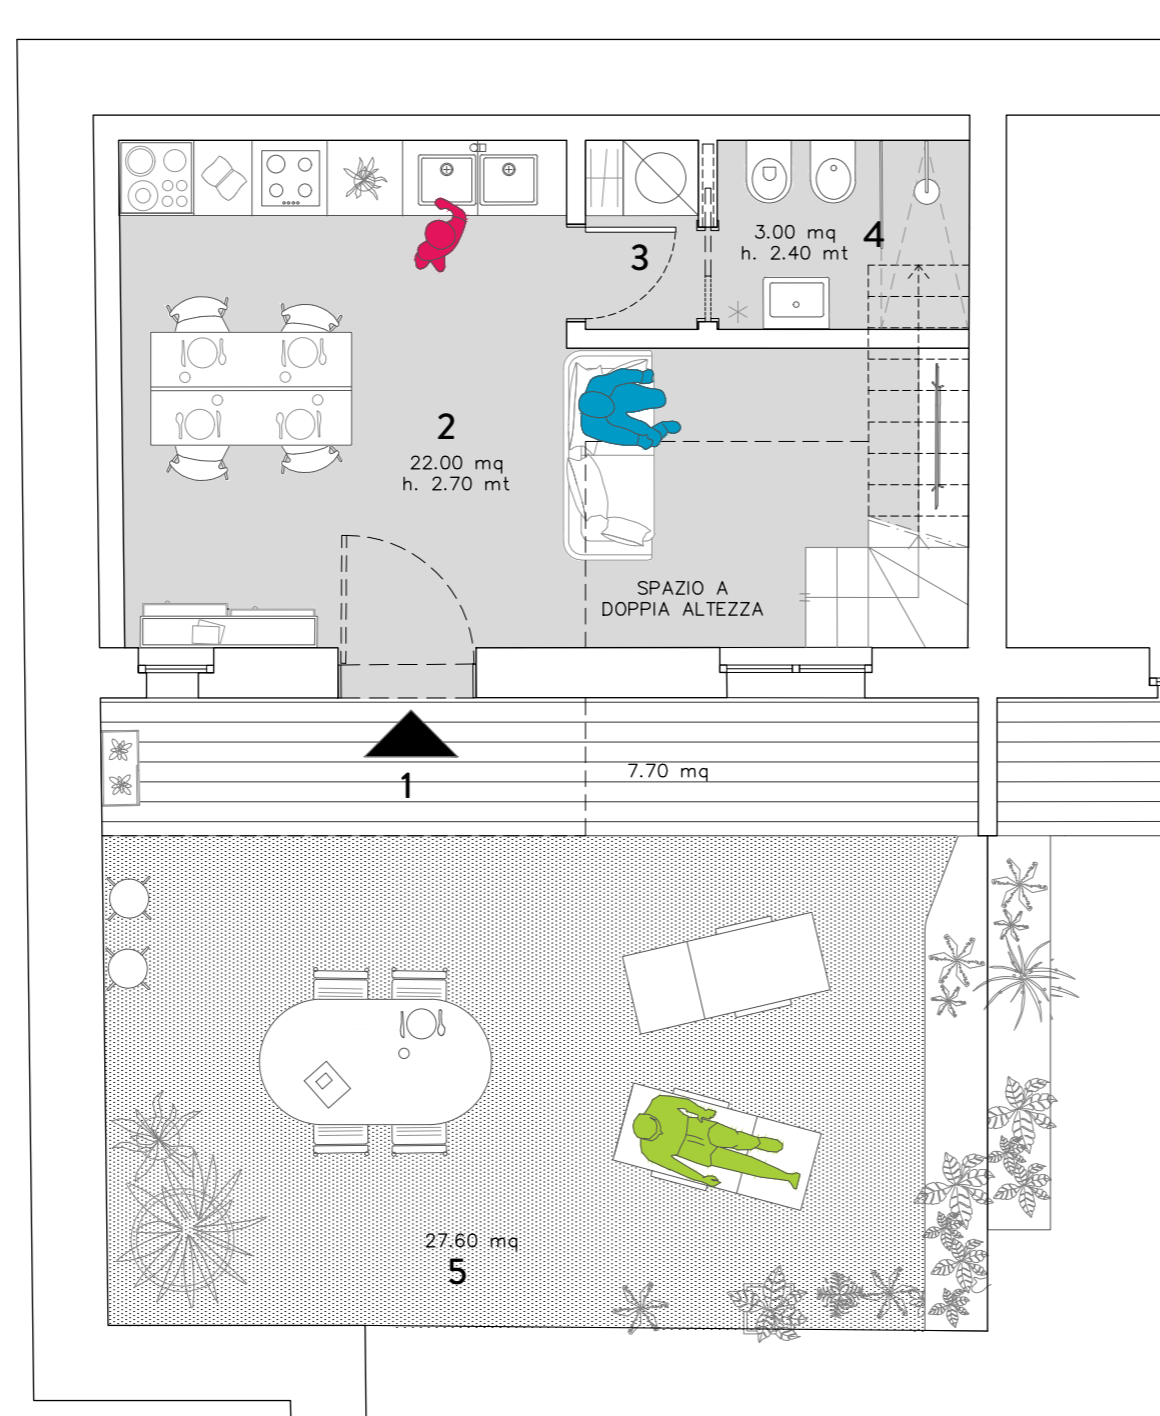 3.00 mq
4
h. 2.40 mt
3
2
22.00 mq
h. 2.70 mt
SPAZIO A
DOPPIA ALTEZZA
7.70 mq
1
27.60 mq
5